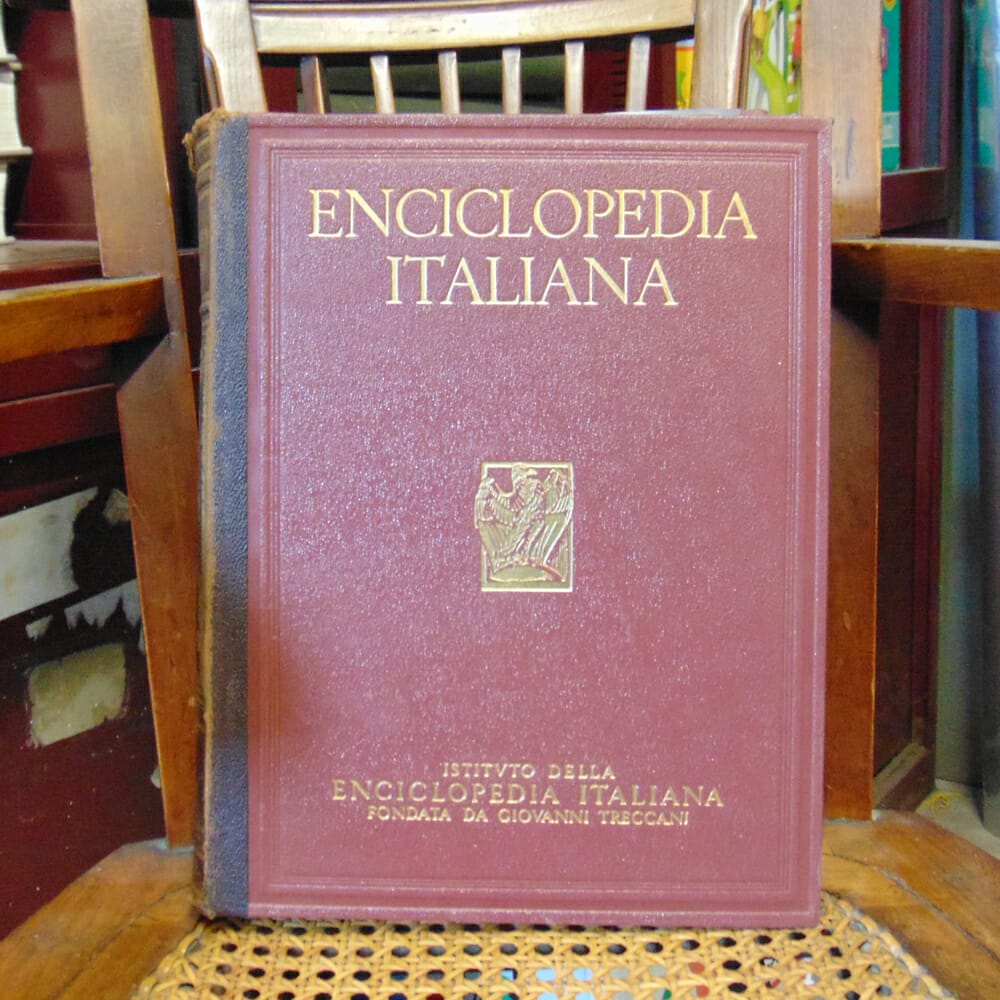 ENCICLOPEDIA
ITALIANA
ISTITVTO DELLA
ENCICLOPEDIA ITALIANA
FONDATA DA GIOVANNI TRECCANI